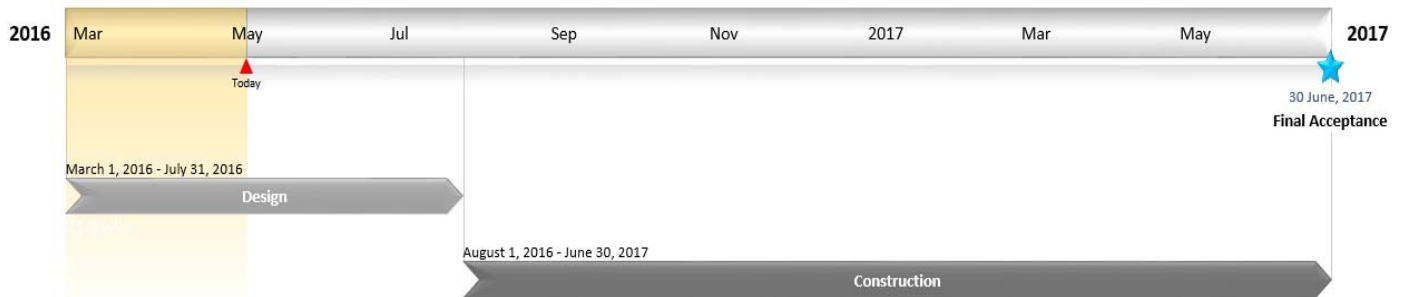 2016 Mar May Jul Sep Nov 2017 Mar May 2017
Today
30 June, 2017
Final Acceptance
March 1, 2016 - July 31, 2016
Design
August 1, 2016 - June 30, 2017
Construction